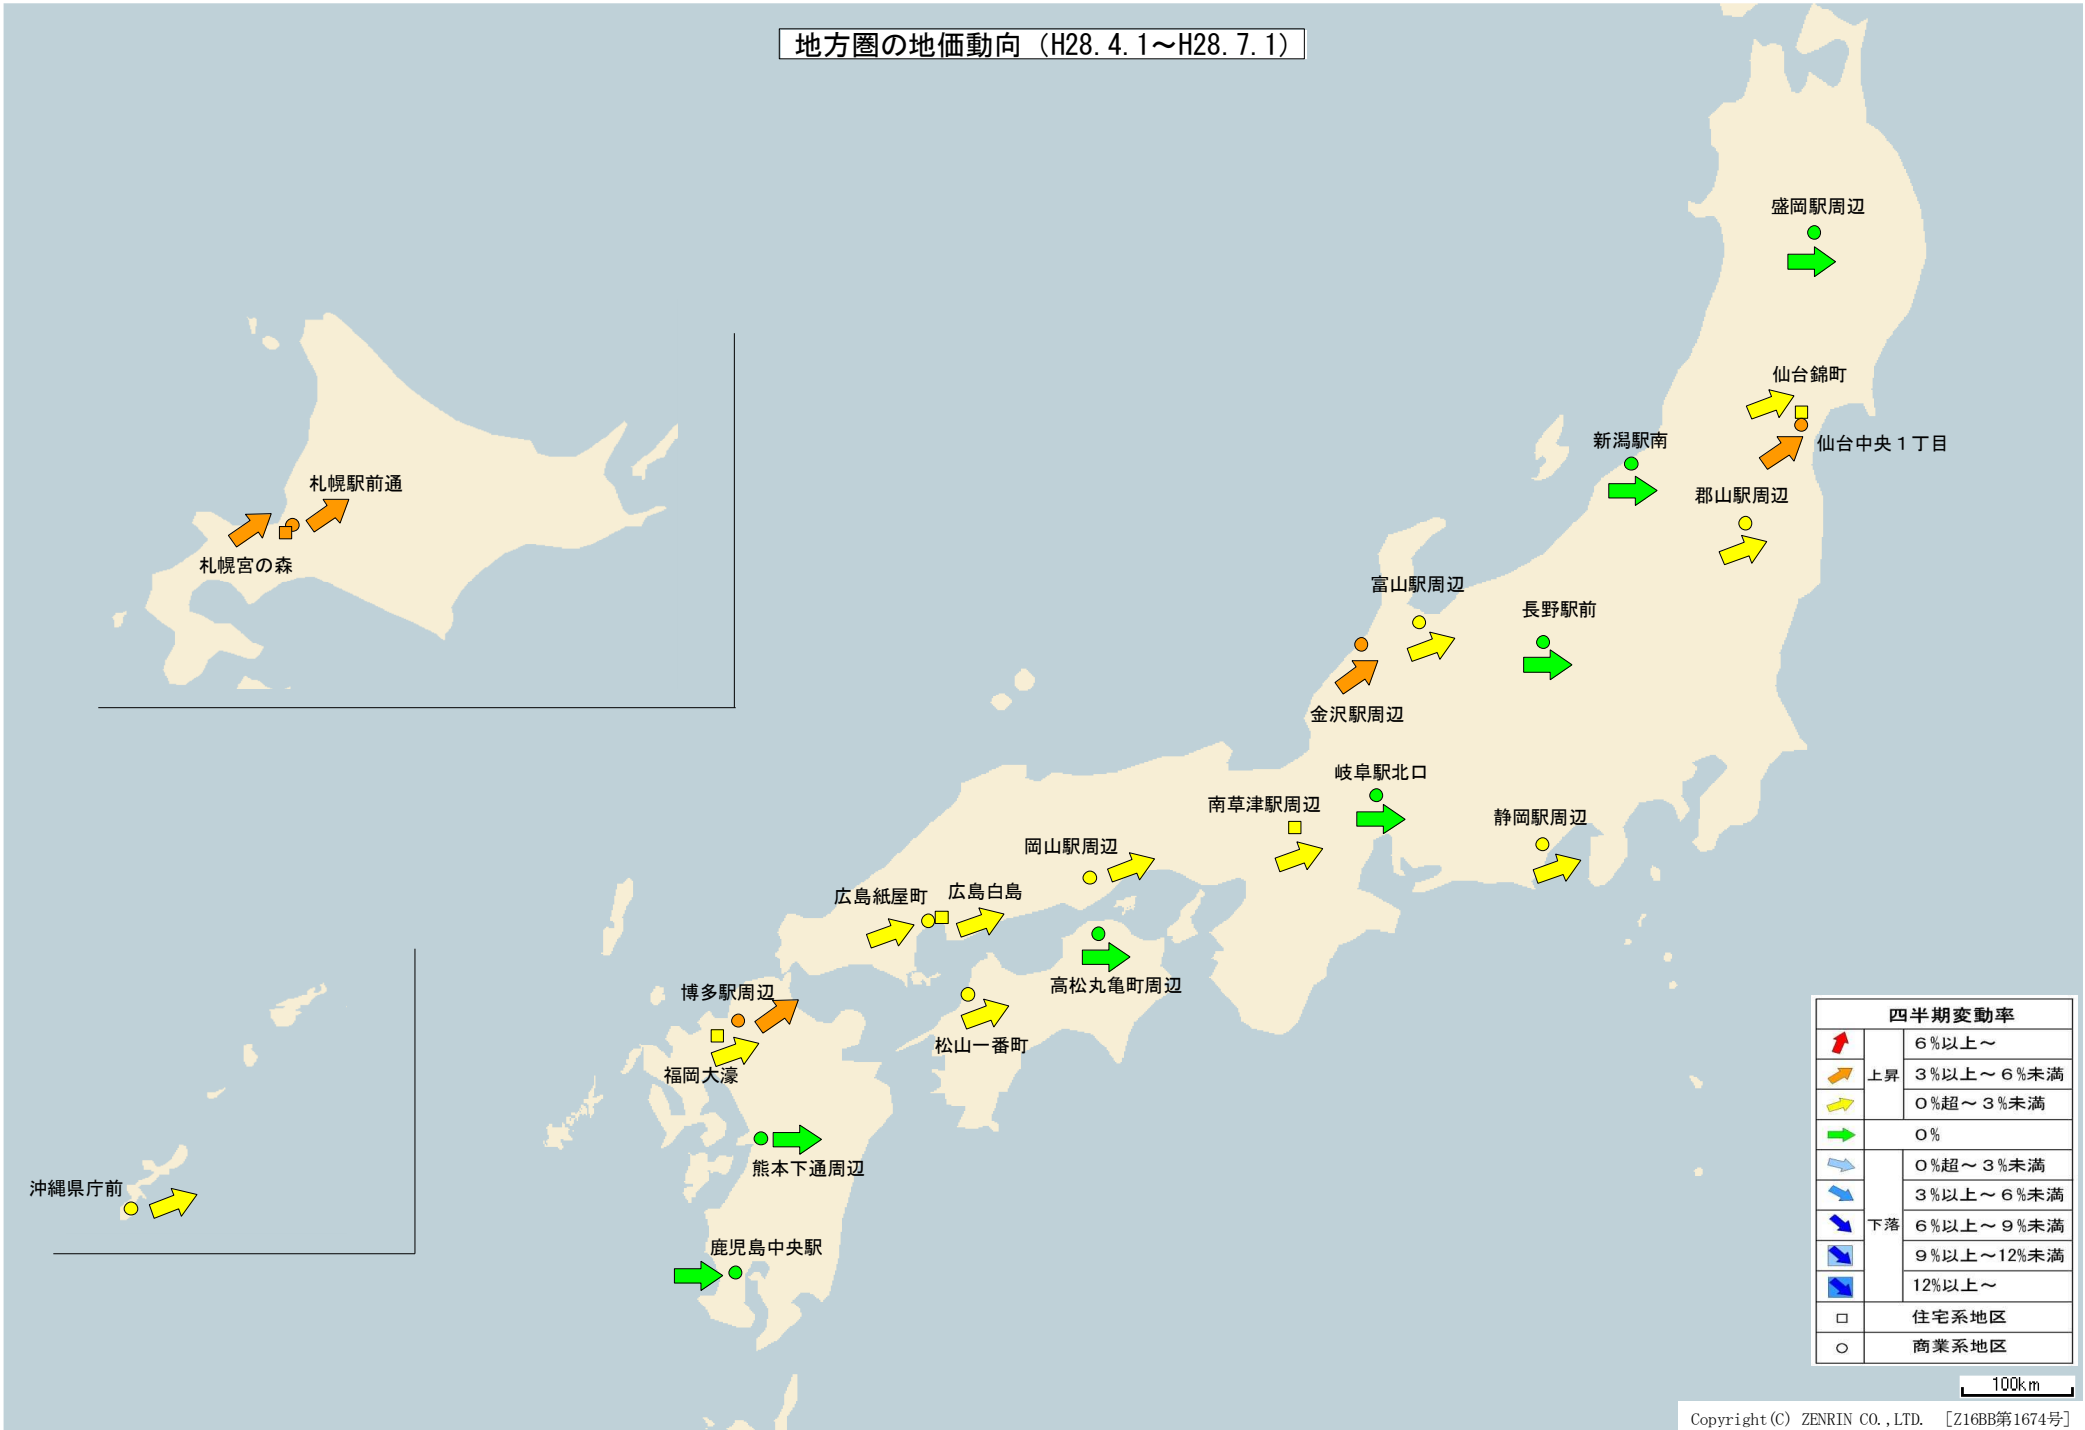 地方圏の地価動向（H28.4.1～H28.7.1）
盛岡駅周辺
仙台錦町
仙台中央１丁目
新潟駅南
郡山駅周辺
札幌駅前通
札幌宮の森
富山駅周辺
長野駅前
金沢駅周辺
岐阜駅北口
南草津駅周辺
静岡駅周辺
岡山駅周辺
広島紙屋町
広島白島
高松丸亀町周辺
博多駅周辺
松山一番町
福岡大濠
熊本下通周辺
沖縄県庁前
鹿児島中央駅
四半期変動率
上昇
６%以上～
３%以上～６%未満
０%超～３%未満
０%
下落
０%超～３%未満
３%以上～６%未満
６%以上～９%未満
９%以上～12%未満
12%以上～
住宅系地区
商業系地区
100km
Copyright(C) ZENRIN CO.,LTD. ［Z16BB第1674号］